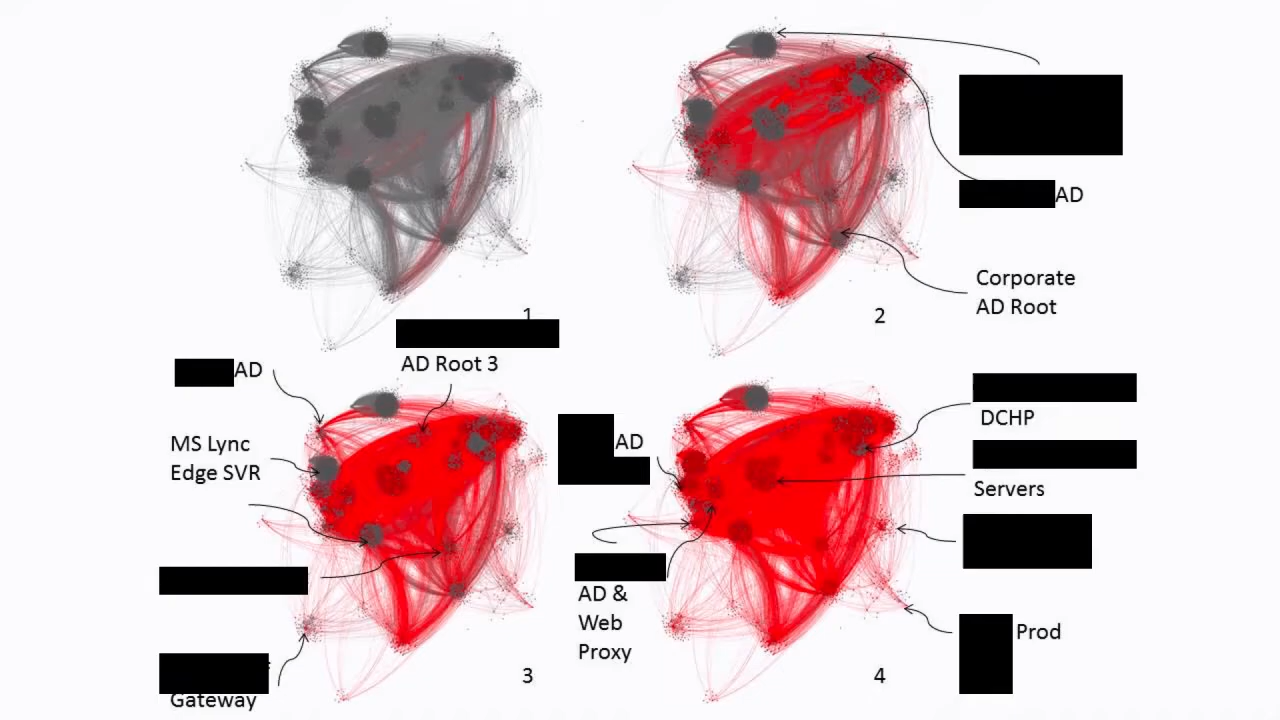 AD
Corporate
AD Root
1
2
AD Root 3
AD
MS Lync
Edge SVR
Gateway
3
AD
AD &
Web
Proxy
DCHP
Servers
Prod
4